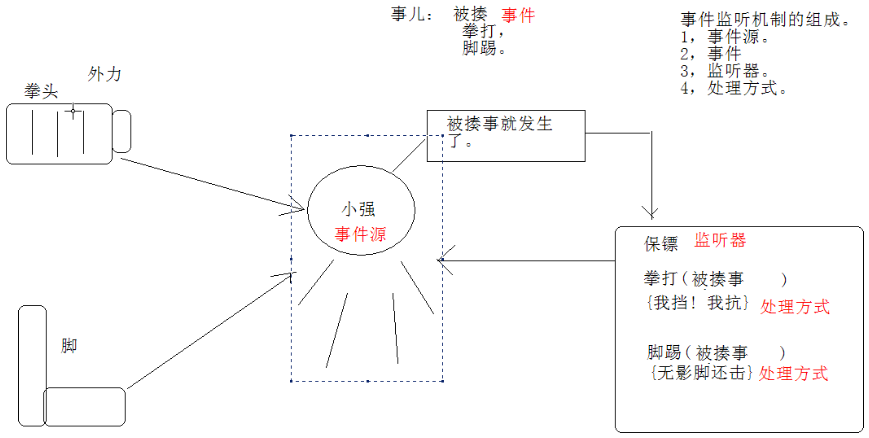 事儿： 被揍 事件
拳打，
脚踢。
事件监听机制的组成。
1，事件源。
2，事件
3，监听器。
4，处理方式。
外力
拳头
被揍事就发生
了。
小强
事件源
保镖 监听器
拳打(被揍事 )
{我挡！我抗} 处理方式
脚踢(被揍事 )
{无影脚还击}处理方式
脚